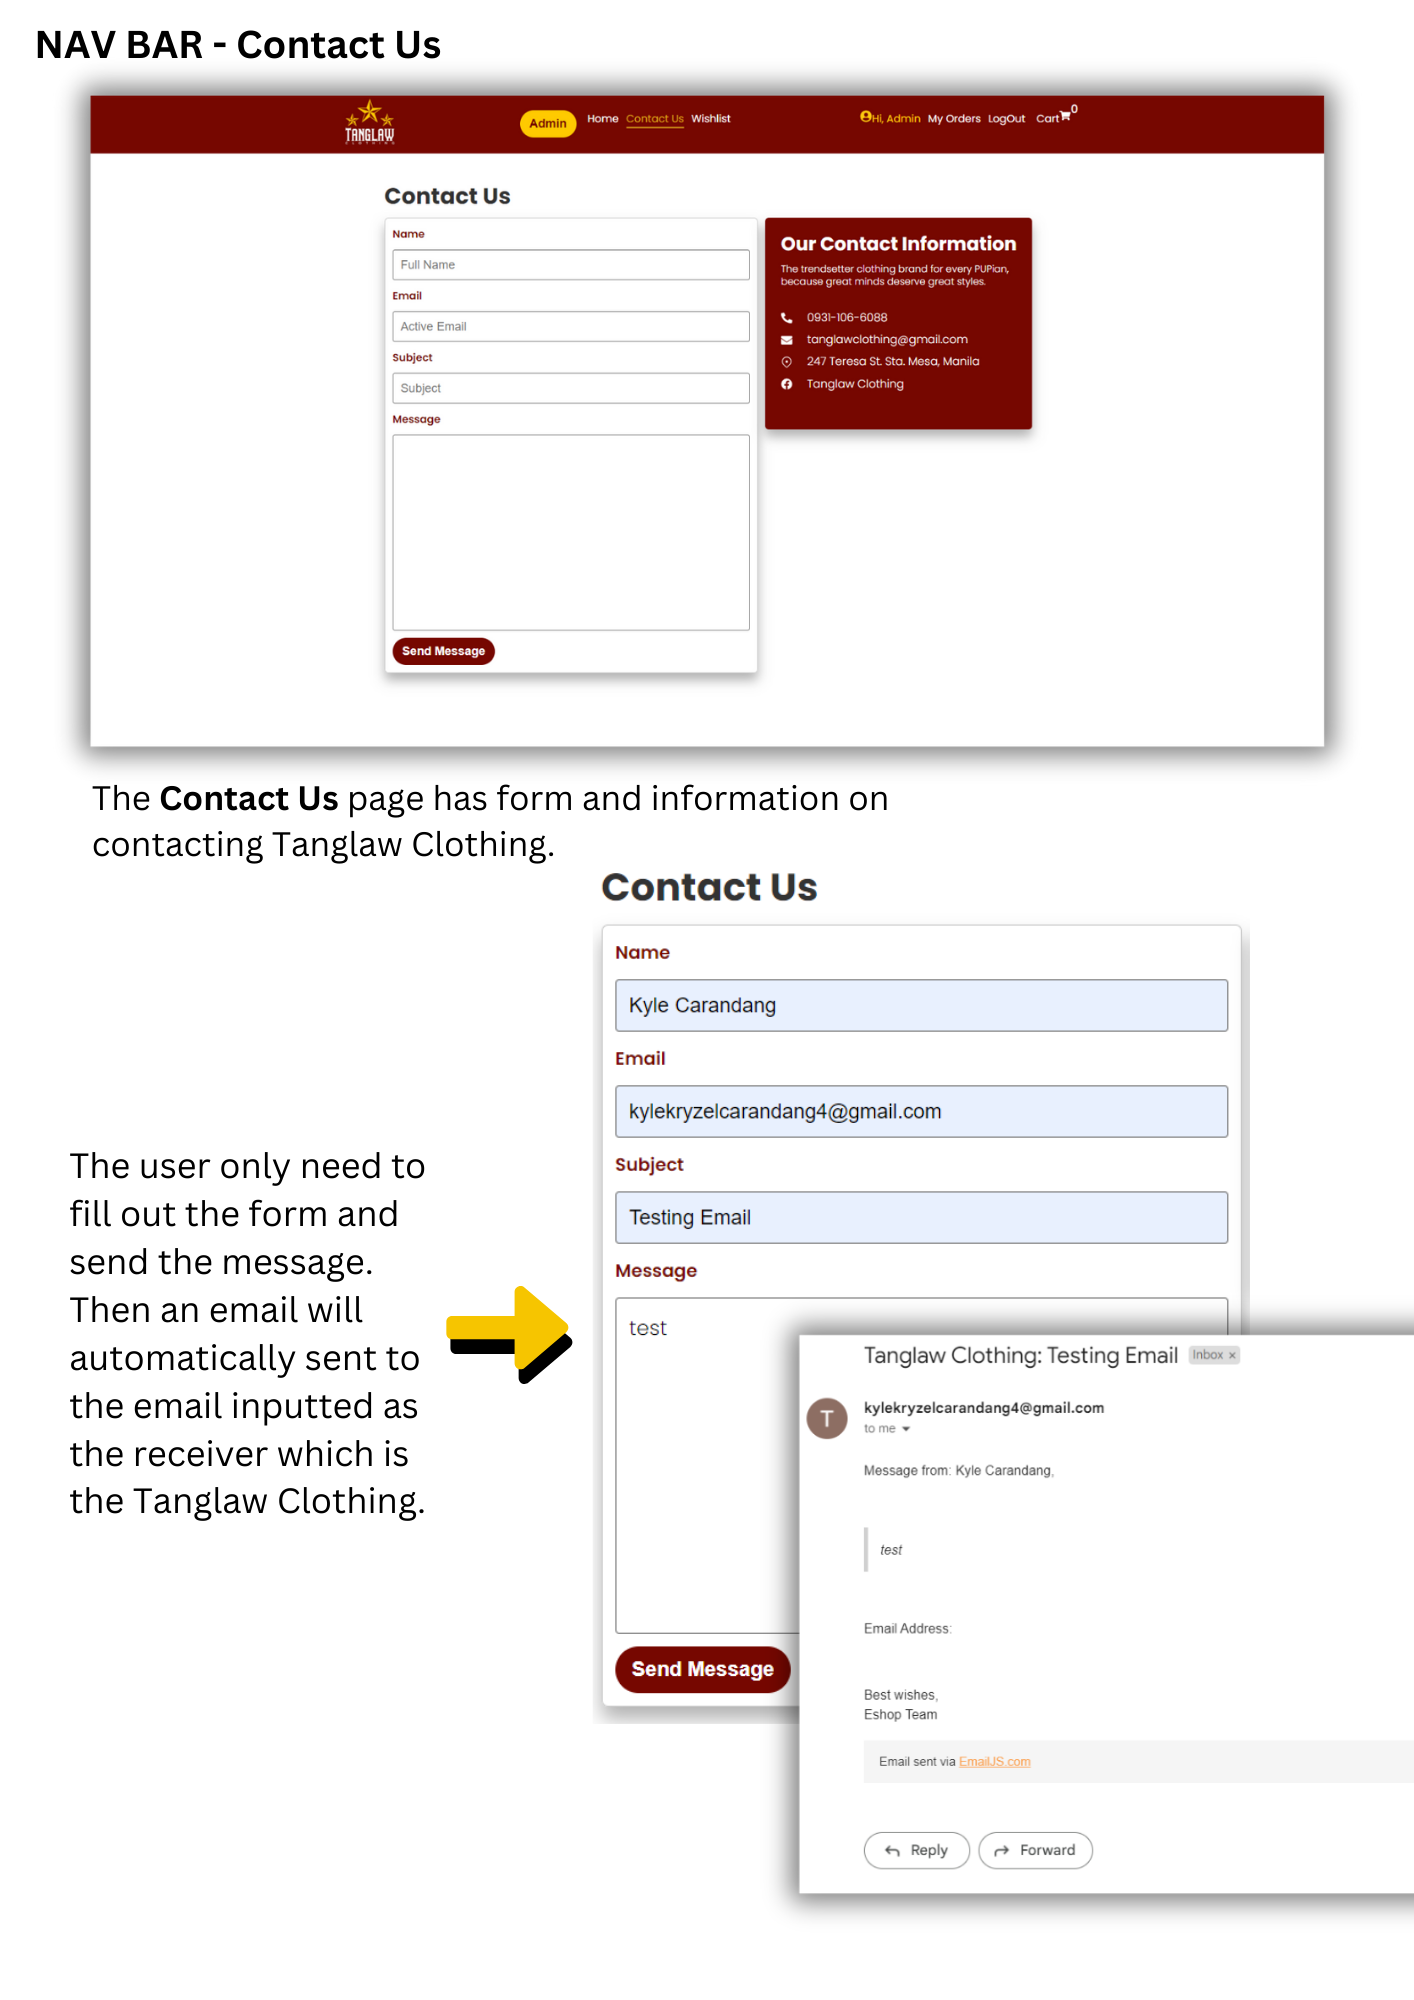 NAV BAR - Contact Us
TANGLAW
CLOTHING
Admin
Home Contact Us Wishlist
Hi, Admin My Orders LogOut Cart 0
Contact Us
Name
Full Name
Email
Active Email
Subject
Subject
Message
Send Message
Our Contact Information
The trendsetter clothing brand for every PUPian,
because great minds deserve great styles.
0931-106-6088
tanglawclothing@gmail.com
247 Teresa St. Sta. Mesa, Manila
Tanglaw Clothing
The Contact Us page has form and information on
contacting Tanglaw Clothing.
The user only need to
fill out the form and
send the message.
Then an email will
automatically sent to
the email inputted as
the receiver which is
the Tanglaw Clothing.
Contact Us
Name
Kyle Carandang
Email
kylekryzelcarandang4@gmail.com
Subject
Testing Email
Message
test
Send Message
Tanglaw Clothing: Testing Email Inbox ×
T
kylekryzelcarandang4@gmail.com
to me
Message from: Kyle Carandang,
test
Email Address:
Best wishes,
Eshop Team
Email sent via EmailJS.com
Reply Forward